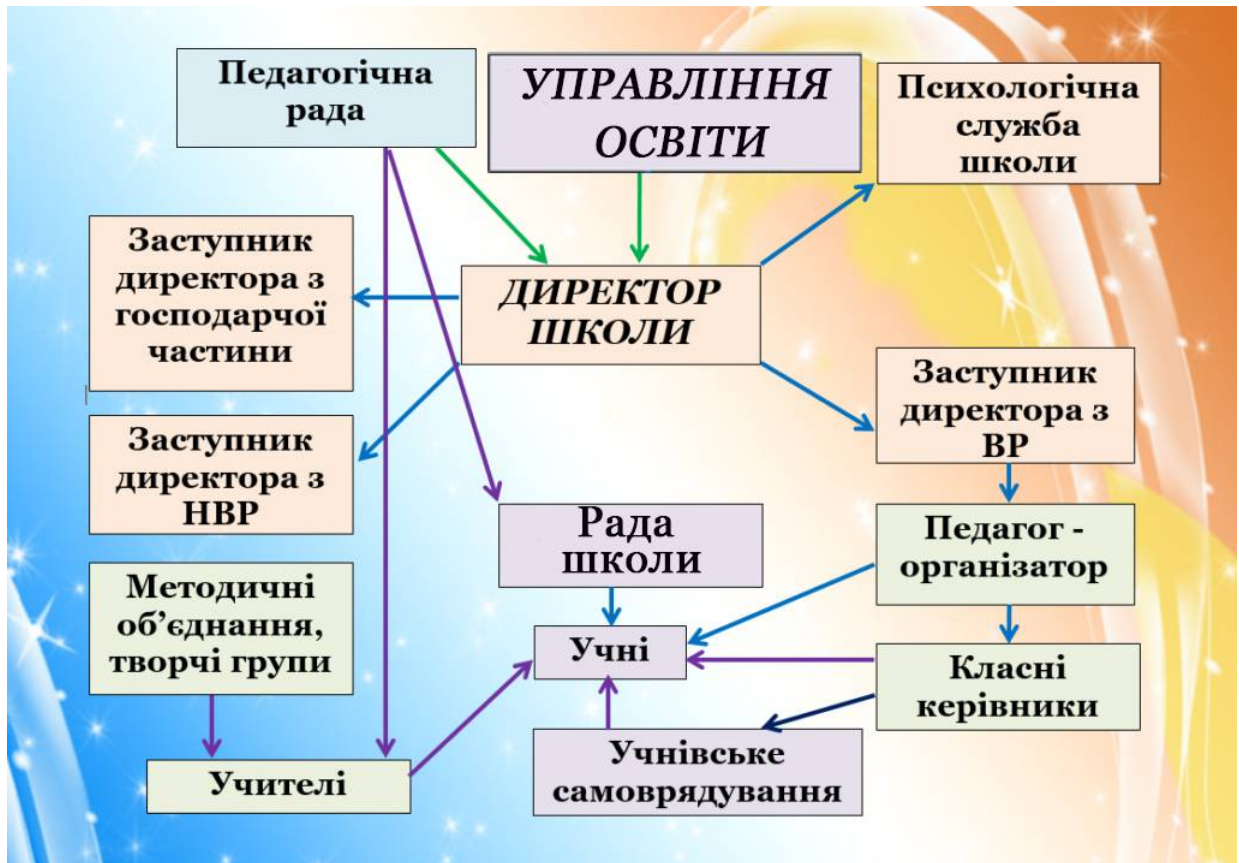 Педагогічна
рада
УПРАВЛІННЯ
ОСВІТИ
Психологічна
служба
школи
Заступник
директора з
господарчої
частини
ДИРЕКТОР
ШКОЛИ
Заступник
директора з
ВР
Заступник
директора з
НВР
Рада
школи
Педагог -
організатор
Методичні
об’єднання,
творчі групи
Учні
Класні
керівники
Учителі
Учнівське
самоврядування